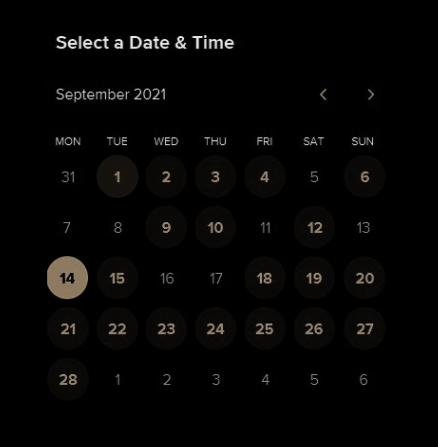 Select a Date & Time
September 2021
MON TUE WED THU FRI SAT SUN
31 1 2 3 4 5 6
7 8 9 10 11 12 13
14 15 16 17 18 19 20
21 22 23 24 25 26 27
28 1 2 3 4 5 6